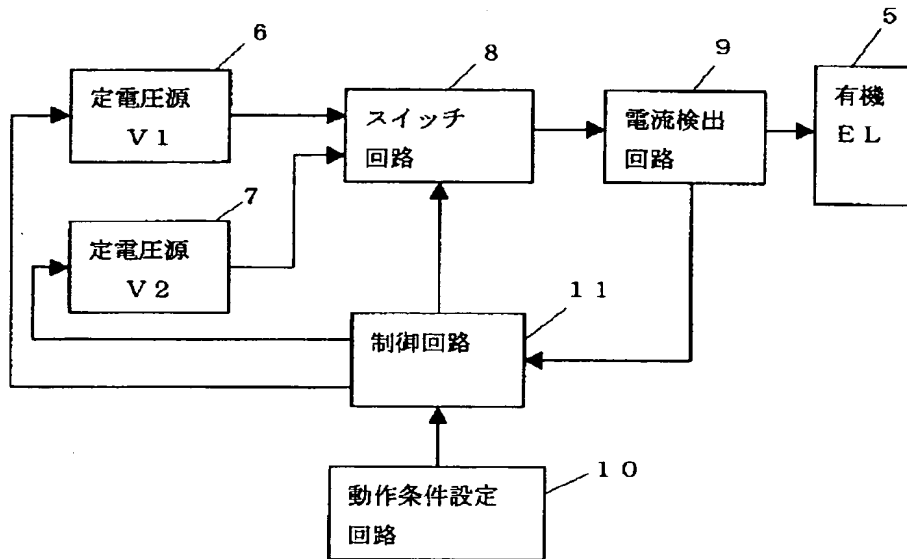 6
定電圧源
V1
7
定電圧源
V2
8
スイッチ
回路
9
電流検出
回路
5
有機
EL
11
制御回路
10
動作条件設定
回路